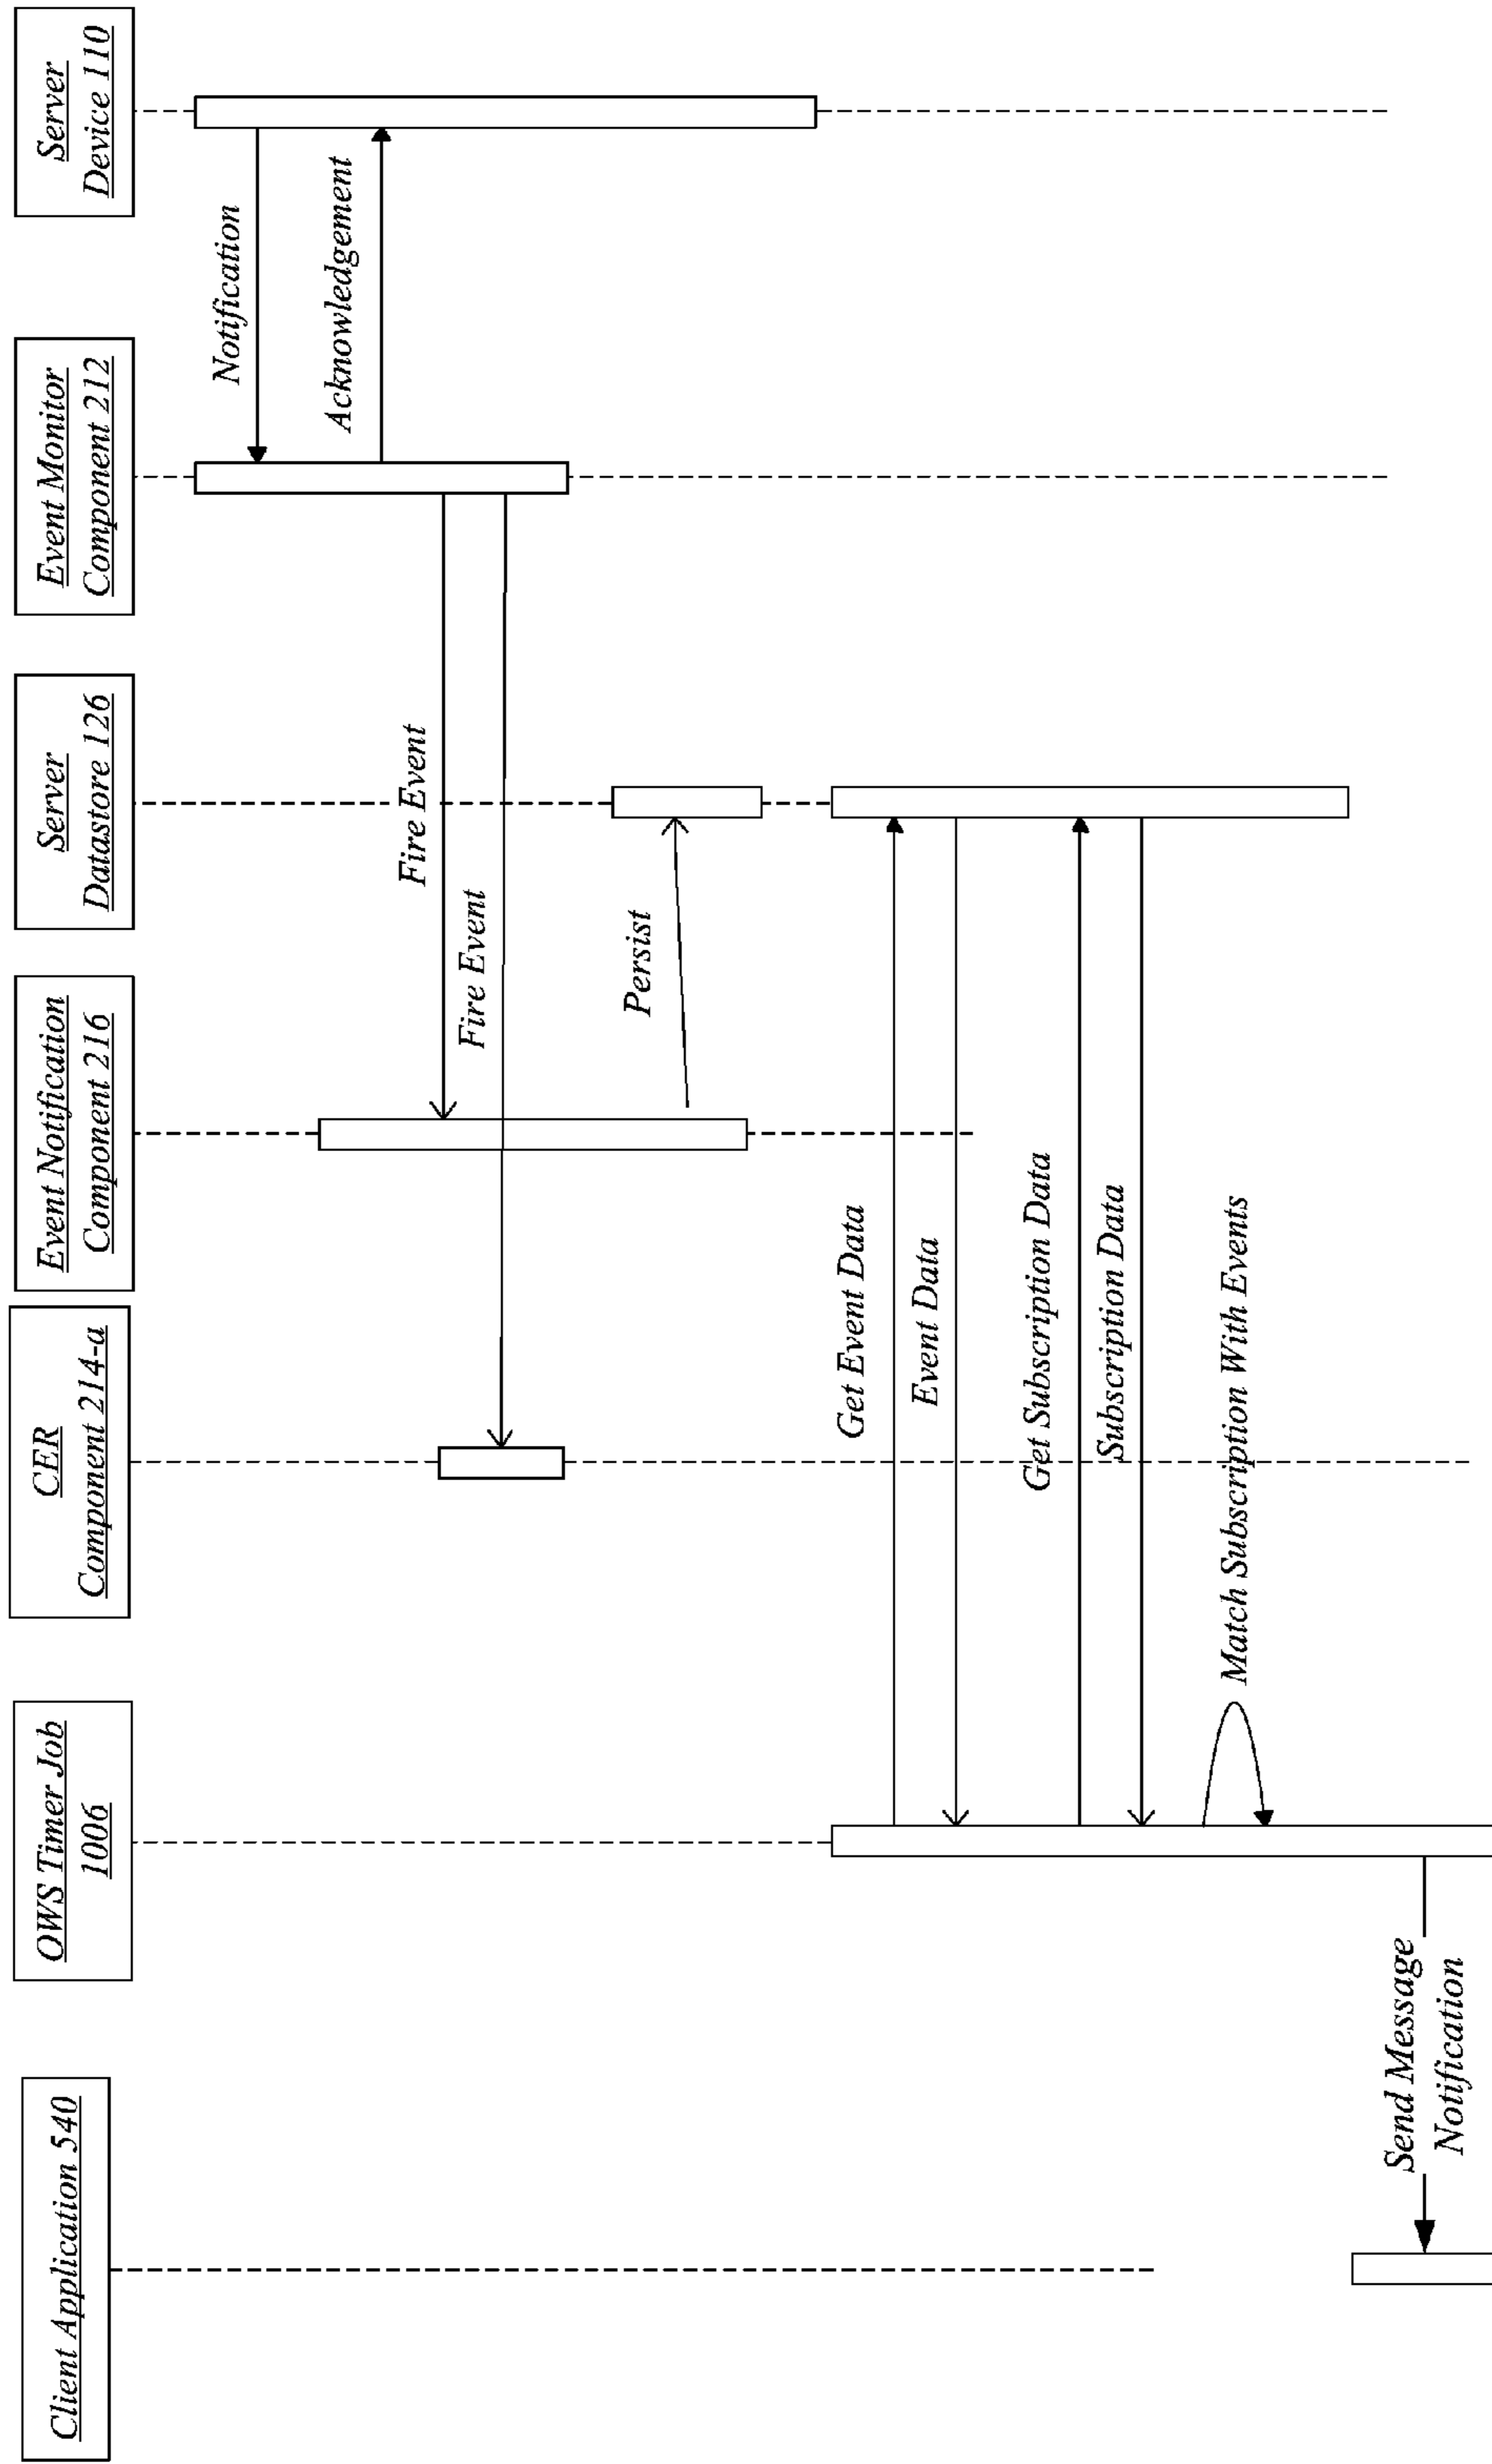 Client Application 540
OWS Timer Job
1006
CER
Component 214-a
Event Notification
Component 216
Server
Datastore 126
Event Monitor
Component 212
Server
Device 110
Notification
Acknowledgement
Fire Event
Fire Event
Persist
Get Event Data
Event Data
Get Subscription Data
Subscription Data
Match Subscription With Events
Send Message
Notification